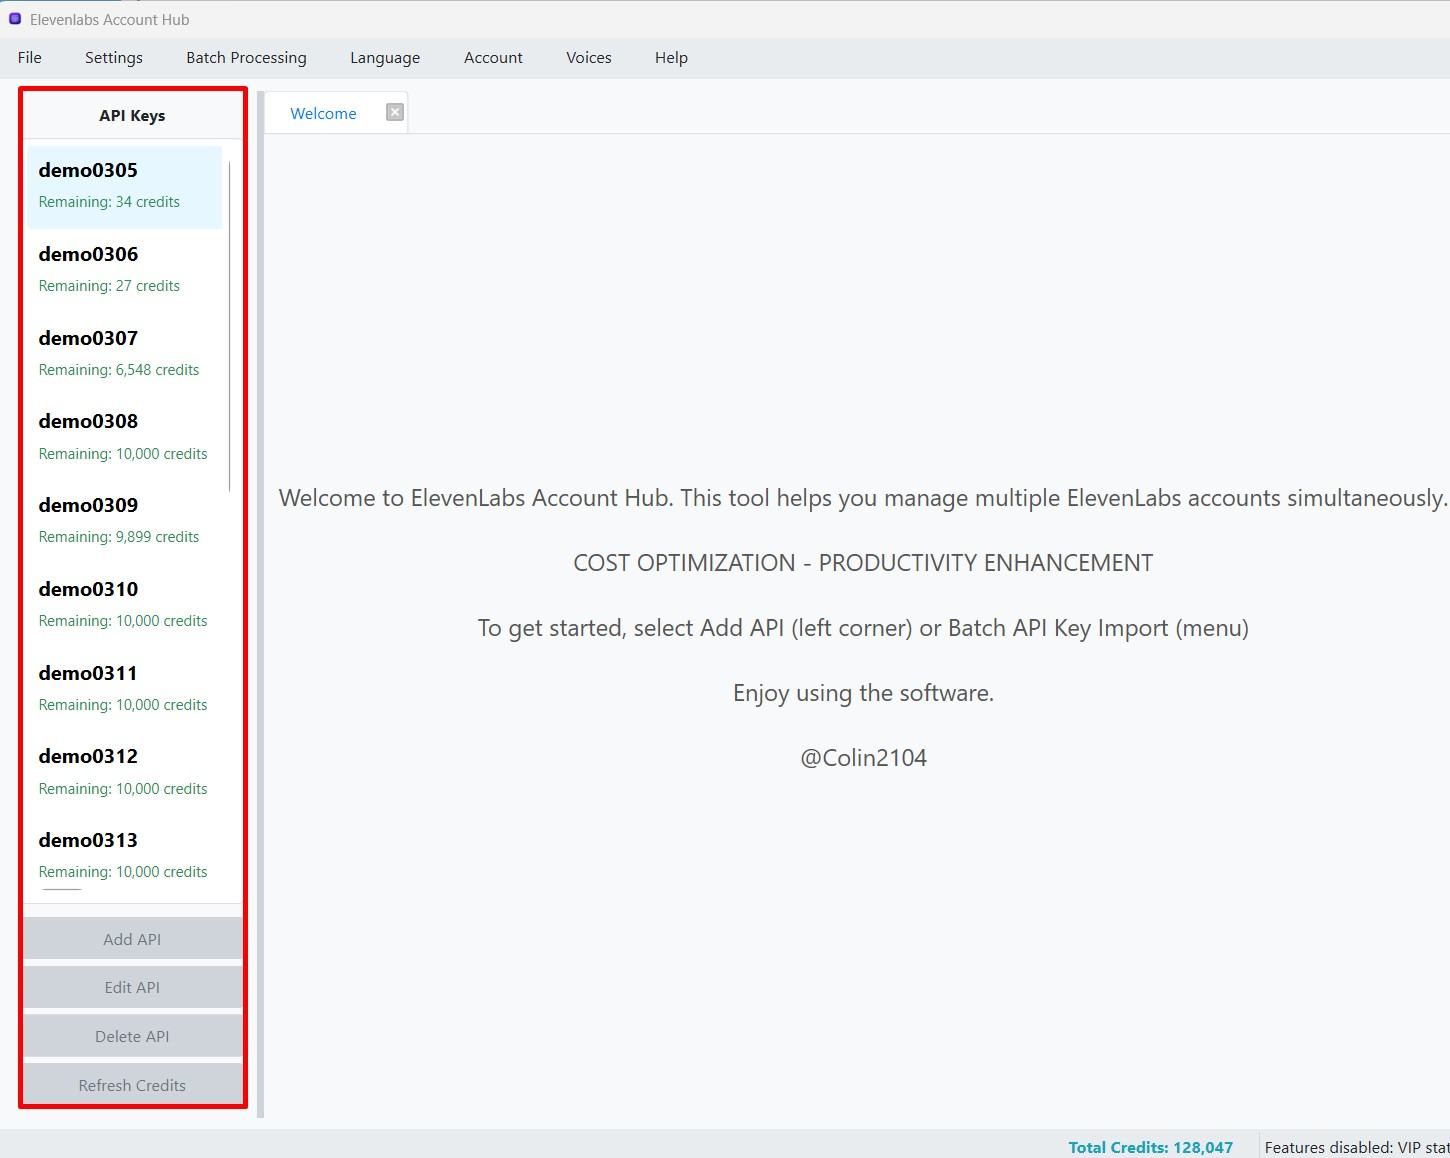 Elevenlabs Account Hub
File Settings Batch Processing Language Account Voices Help
API Keys
demo0305
Remaining: 34 credits
demo0306
Remaining: 27 credits
demo0307
Remaining: 6,548 credits
demo0308
Remaining: 10,000 credits
demo0309
Remaining: 9,899 credits
demo0310
Remaining: 10,000 credits
demo0311
Remaining: 10,000 credits
demo0312
Remaining: 10,000 credits
demo0313
Remaining: 10,000 credits
Add API
Edit API
Delete API
Refresh Credits
Welcome
Welcome to ElevenLabs Account Hub. This tool helps you manage multiple ElevenLabs accounts simultaneously.
COST OPTIMIZATION - PRODUCTIVITY ENHANCEMENT
To get started, select Add API (left corner) or Batch API Key Import (menu)
Enjoy using the software.
@Colin2104
Total Credits: 128,047
Features disabled: VIP stat